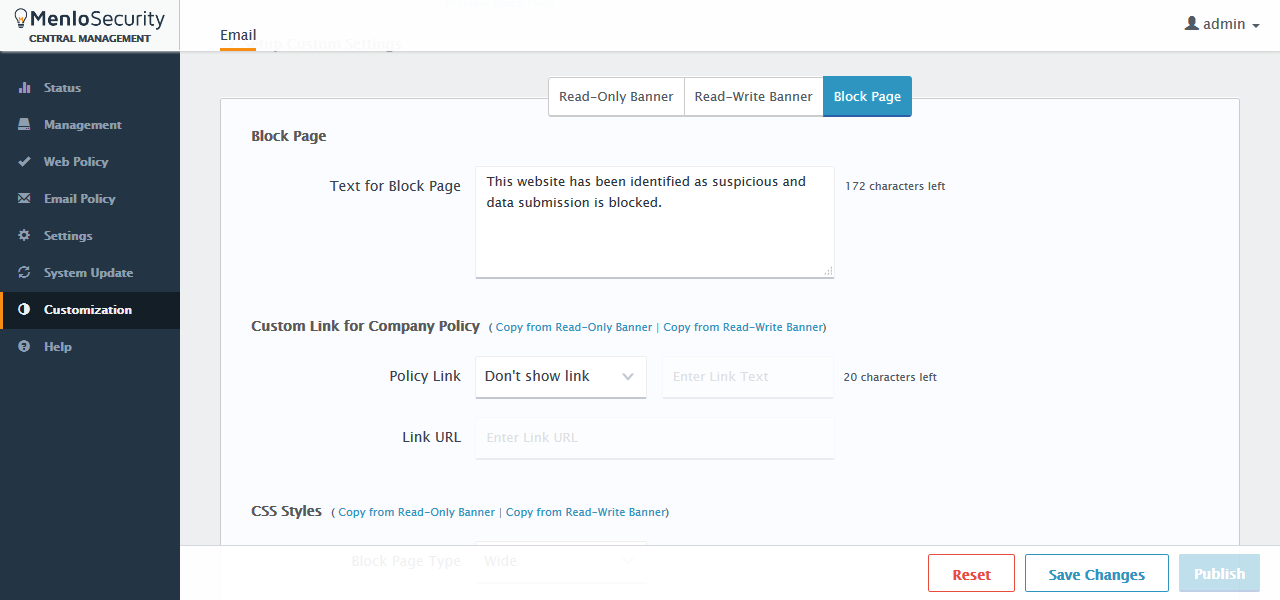 MenloSecurity
CENTRAL MANAGEMENT
Email
admin
Status
Management
Web Policy
Email Policy
Settings
System Update
Customization
Help
Read-Only Banner
Read-Write Banner
Block Page
Block Page
Text for Block Page
This website has been identified as suspicious and
data submission is blocked.
172 characters left
Custom Link for Company Policy ( Copy from Read-Only Banner | Copy from Read-Write Banner)
Policy Link
Don't show link
Enter Link Text
20 characters left
Link URL
Enter Link URL
CSS Styles ( Copy from Read-Only Banner | Copy from Read-Write Banner)
Block Page Type
Wide
Reset
Save Changes
Publish